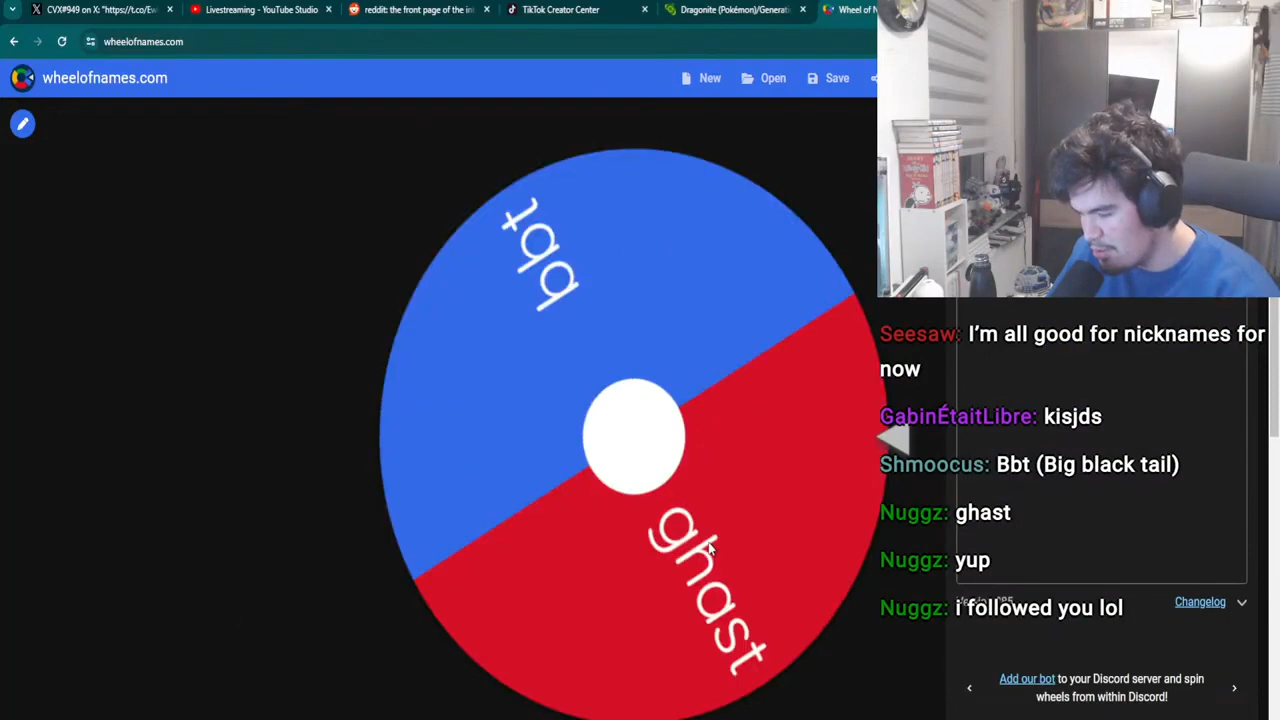 CVX#949 on X: "https://t.co/Ew
Livestreaming - YouTube Studio
reddit: the front page of the in
TikTok Creator Center
Dragonite (Pokémon)/Generati
Wheel of N
wheelofnames.com
wheelofnames.com
New
Open
Save
bbt
ghast
Seesaw: I'm all good for nicknames for
now
GabinÉtaitLibre: kisjds
Shmoocus: Bbt (Big black tail)
Nuggz: ghast
Nuggz: yup
Nuggz: i followed you lol
Changelog
Add our bot to your Discord server and spin
wheels from within Discord!